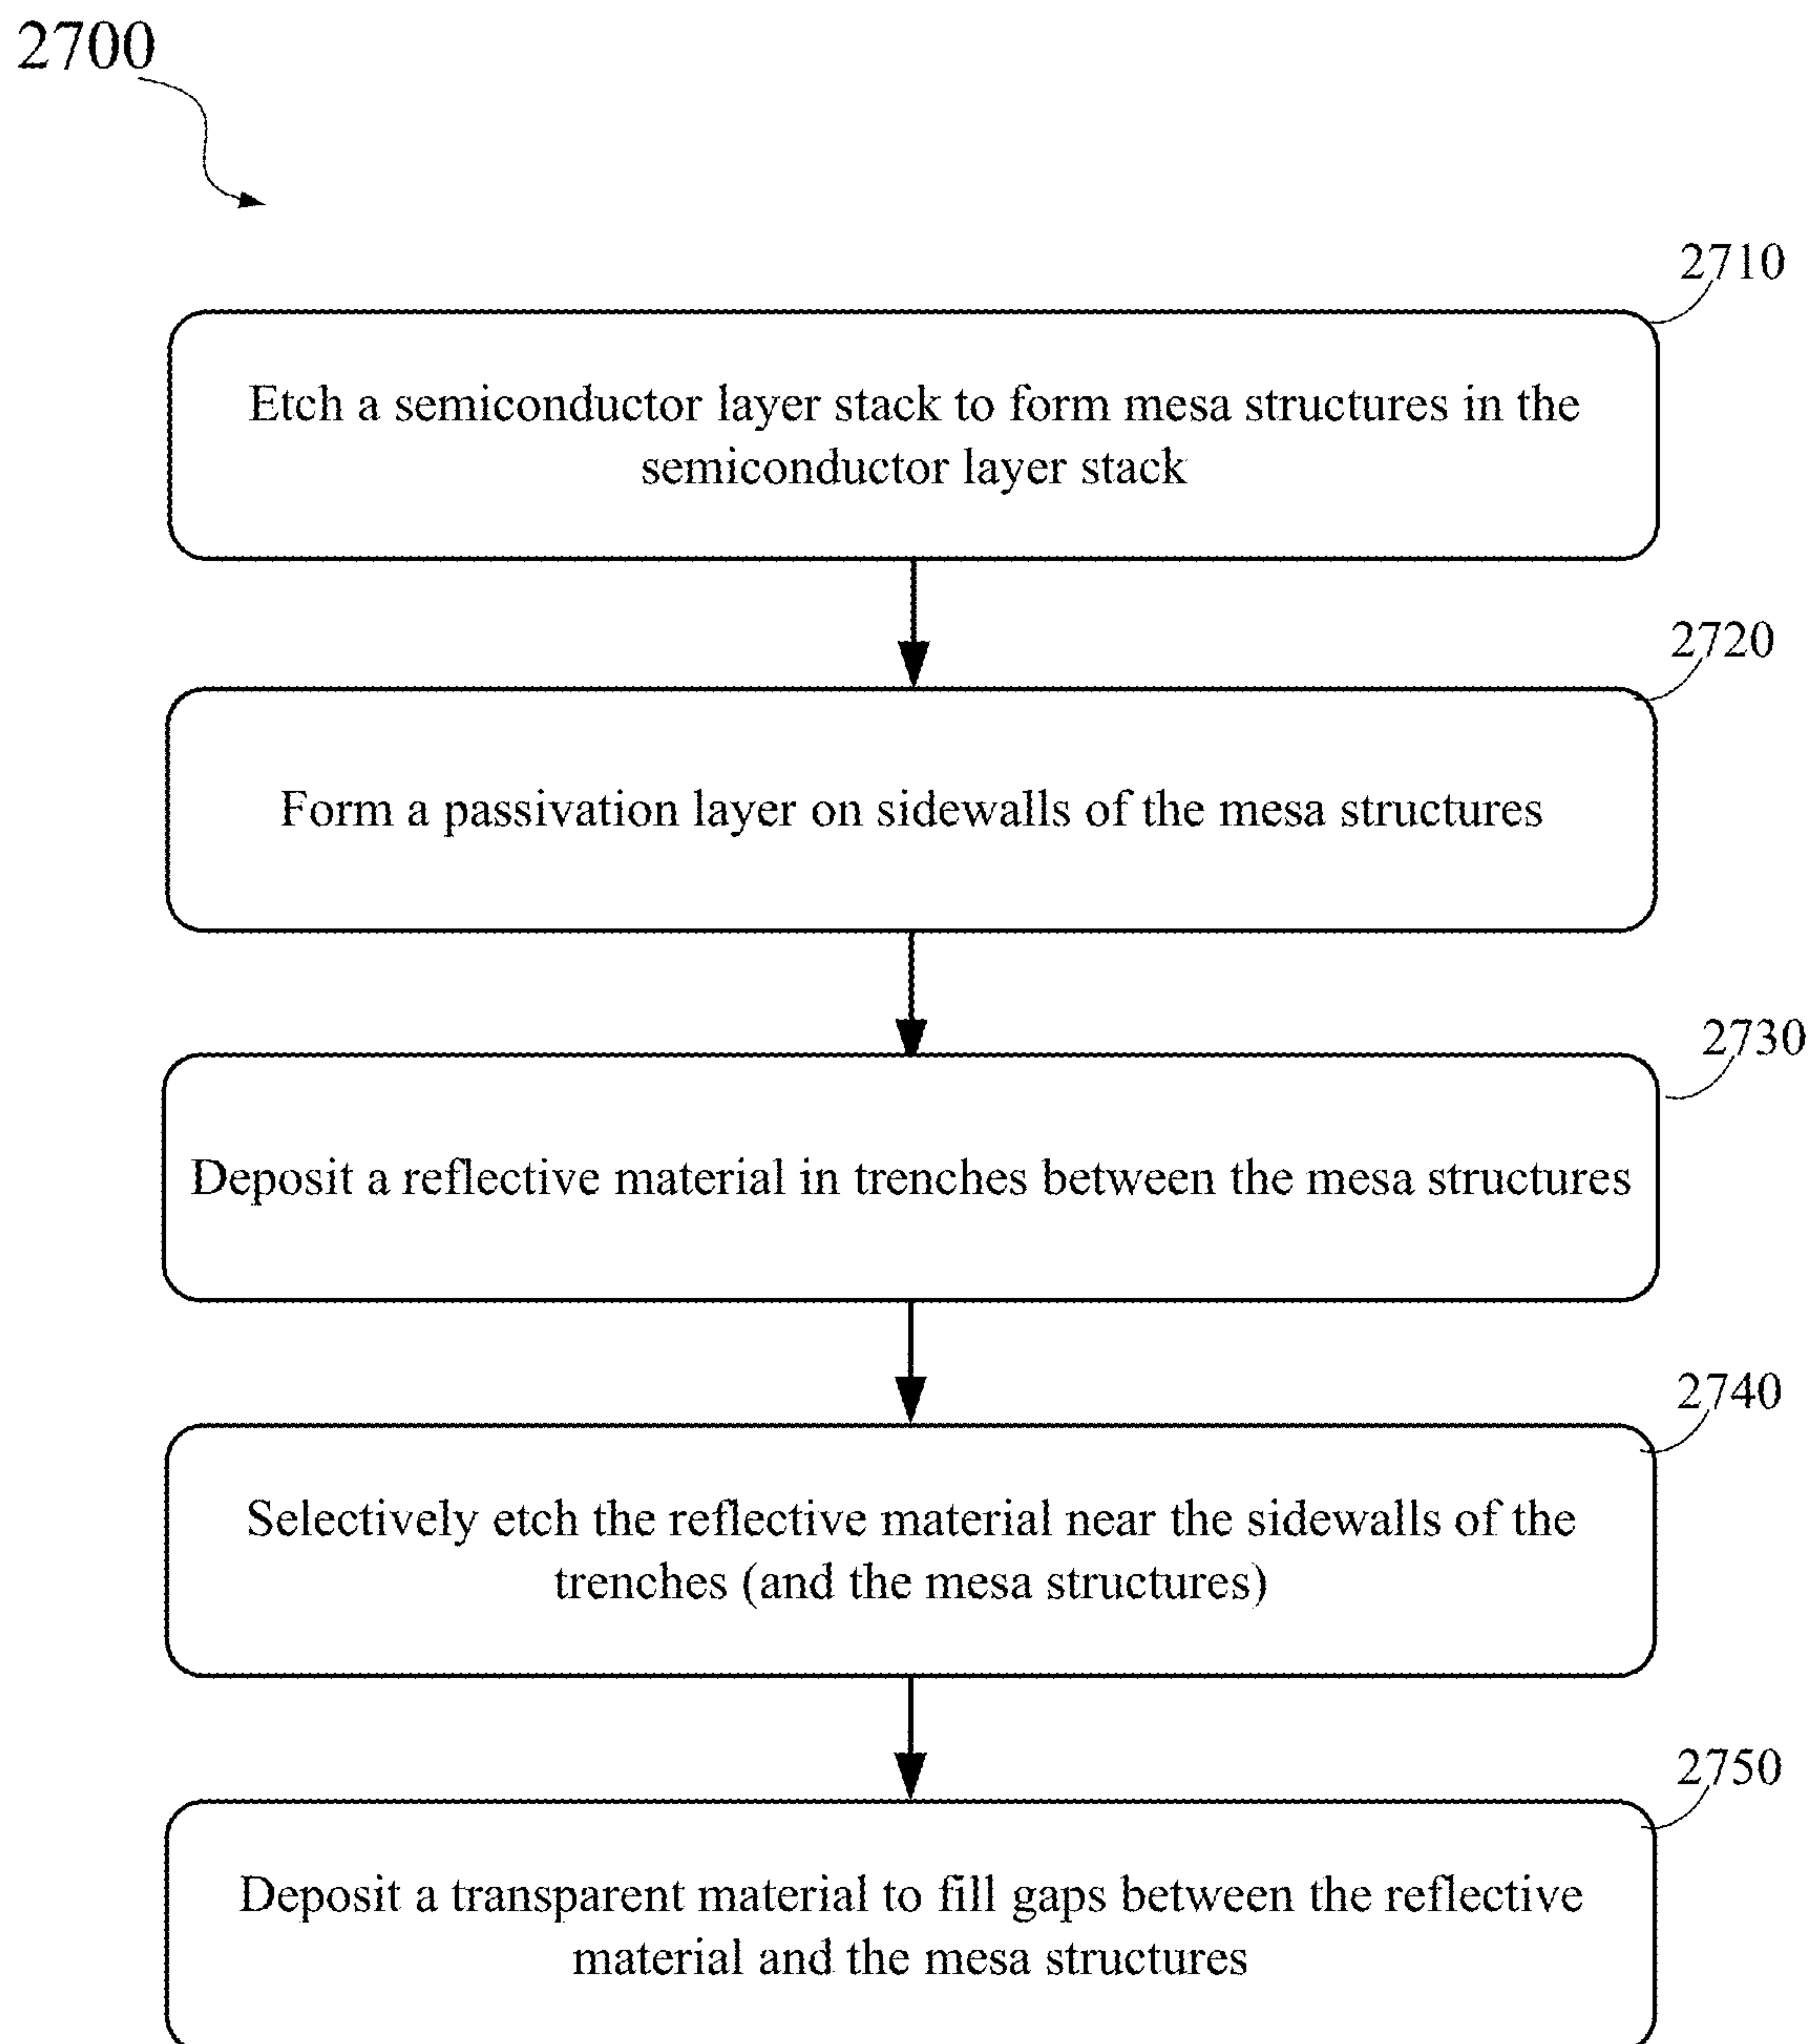 2700
2710
Etch a semiconductor layer stack to form mesa structures in the
semiconductor layer stack
2720
Form a passivation layer on sidewalls of the mesa structures
2730
Deposit a reflective material in trenches between the mesa structures
2740
Selectively etch the reflective material near the sidewalls of the
trenches (and the mesa structures)
2750
Deposit a transparent material to fill gaps between the reflective
material and the mesa structures